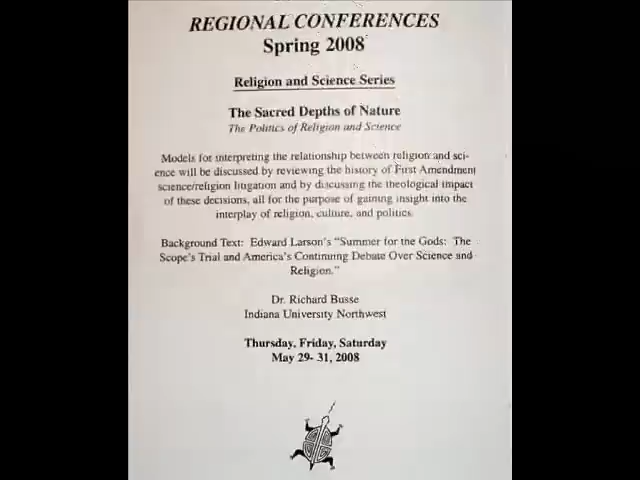 REGIONAL CONFERENCES
Spring 2008
Religion and Science Series
The Sacred Depths of Nature
The Politics of Religion and Science
Models for interpreting the relationship between religion and sci-
ence will be discussed by reviewing the history of First Amendment
science/religion litigation and by discussing the theological impact
of these decisions, all for the purpose of gaining insight into the
interplay of religion, culture, and politics.
Background Text: Edward Larson's "Summer for the Gods: The
Scope's Trial and America's Continuing Debate Over Science and
Religion."
Dr. Richard Busse
Indiana University Northwest
Thursday, Friday, Saturday
May 29- 31, 2008